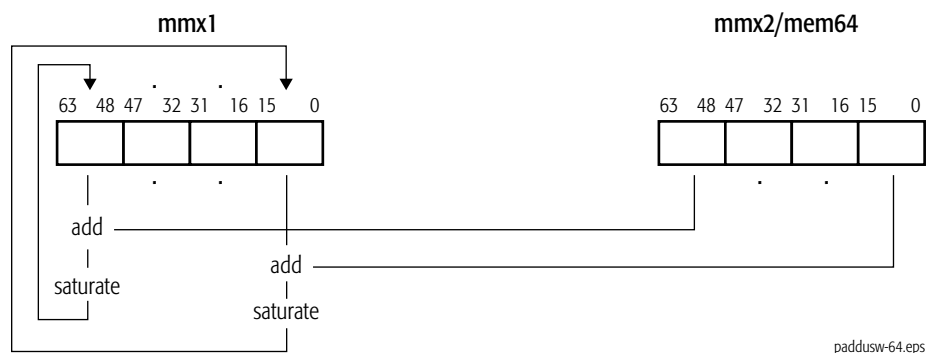 mmx1
mmx2/mem64
. .
63 48 47 32 31 16 15 0
63 48 47 32 31 16 15 0
. .
. .
add
add
saturate
saturate
paddusw-64.eps